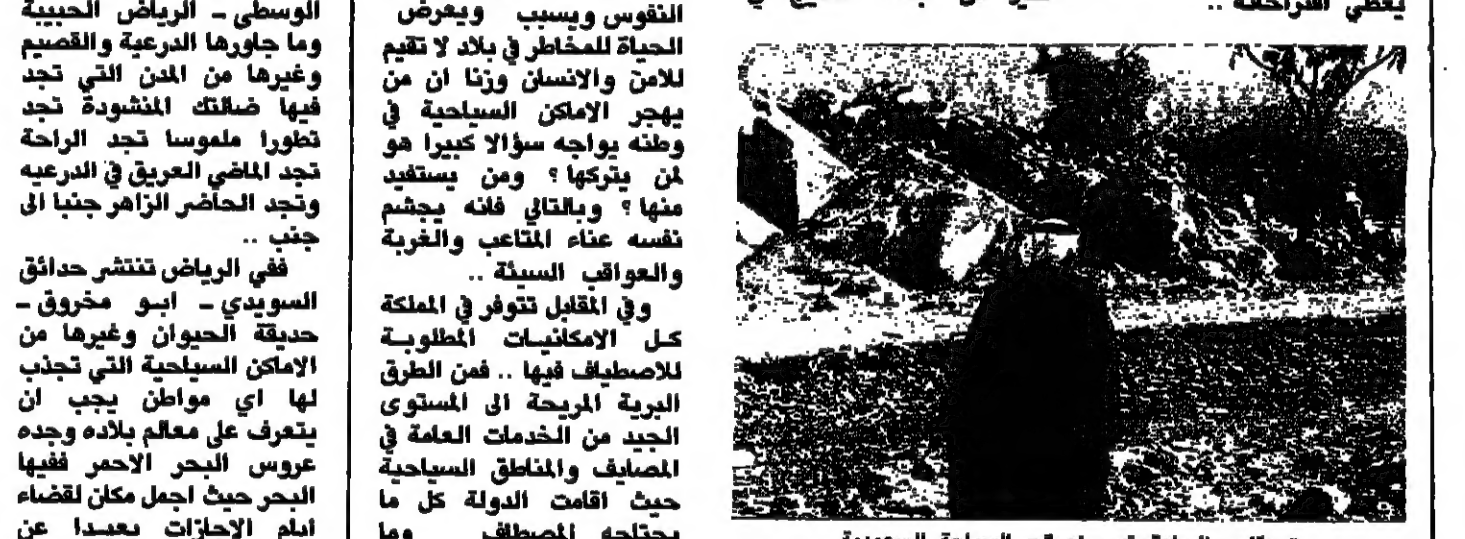 يغطي
النفوس ويسبب ويعرض
الحياة للمخاطر في بلاد لا تقيم
للامن والانسان وزنا ان من
يهجر الاماكن السياحية في
وطنه يواجه سؤالا كبيرا هو
لمن يتركها ؟ ومن يستفيد
منها ؟ وبالتالي فانه يجشم
نفسه عناء المتاعب والغربة
والعواقب السيئة ..
وفي المقابل تتوفر في المملكة
كل الامكانيات المطلوبة
للاصطياف فيها .. فمن الطرق
البرية المريحة الى المستوى
الجيد من الخدمات العامة في
المصايف والمناطق السياحية
حيث اقامت الدولة كل ما
يحتاجه المصطاف وما
الوسطى ـ الرياض الحبيبة
وما جاورها الدرعية والقصيم
وغيرها من المدن التي تجد
فيها ضالتك المنشودة تجد
تطورا ملموسا تجد الراحة
تجد الماضي العريق في الدرعيه
وتجد الحاضر الزاهر جنبا الى
جنب ..
ففي الرياض تنتشر حدائق
السويدي ـ ابو مخروق ـ
حديقة الحيوان وغيرها من
الاماكن السياحية التي تجذب
لها اي مواطن يجب ان
يتعرف على معالم بلاده وجده
عروس البحر الاحمر ففيها
البحر حيث اجمل مكان لقضاء
ايام الاجازات بعيدا عن